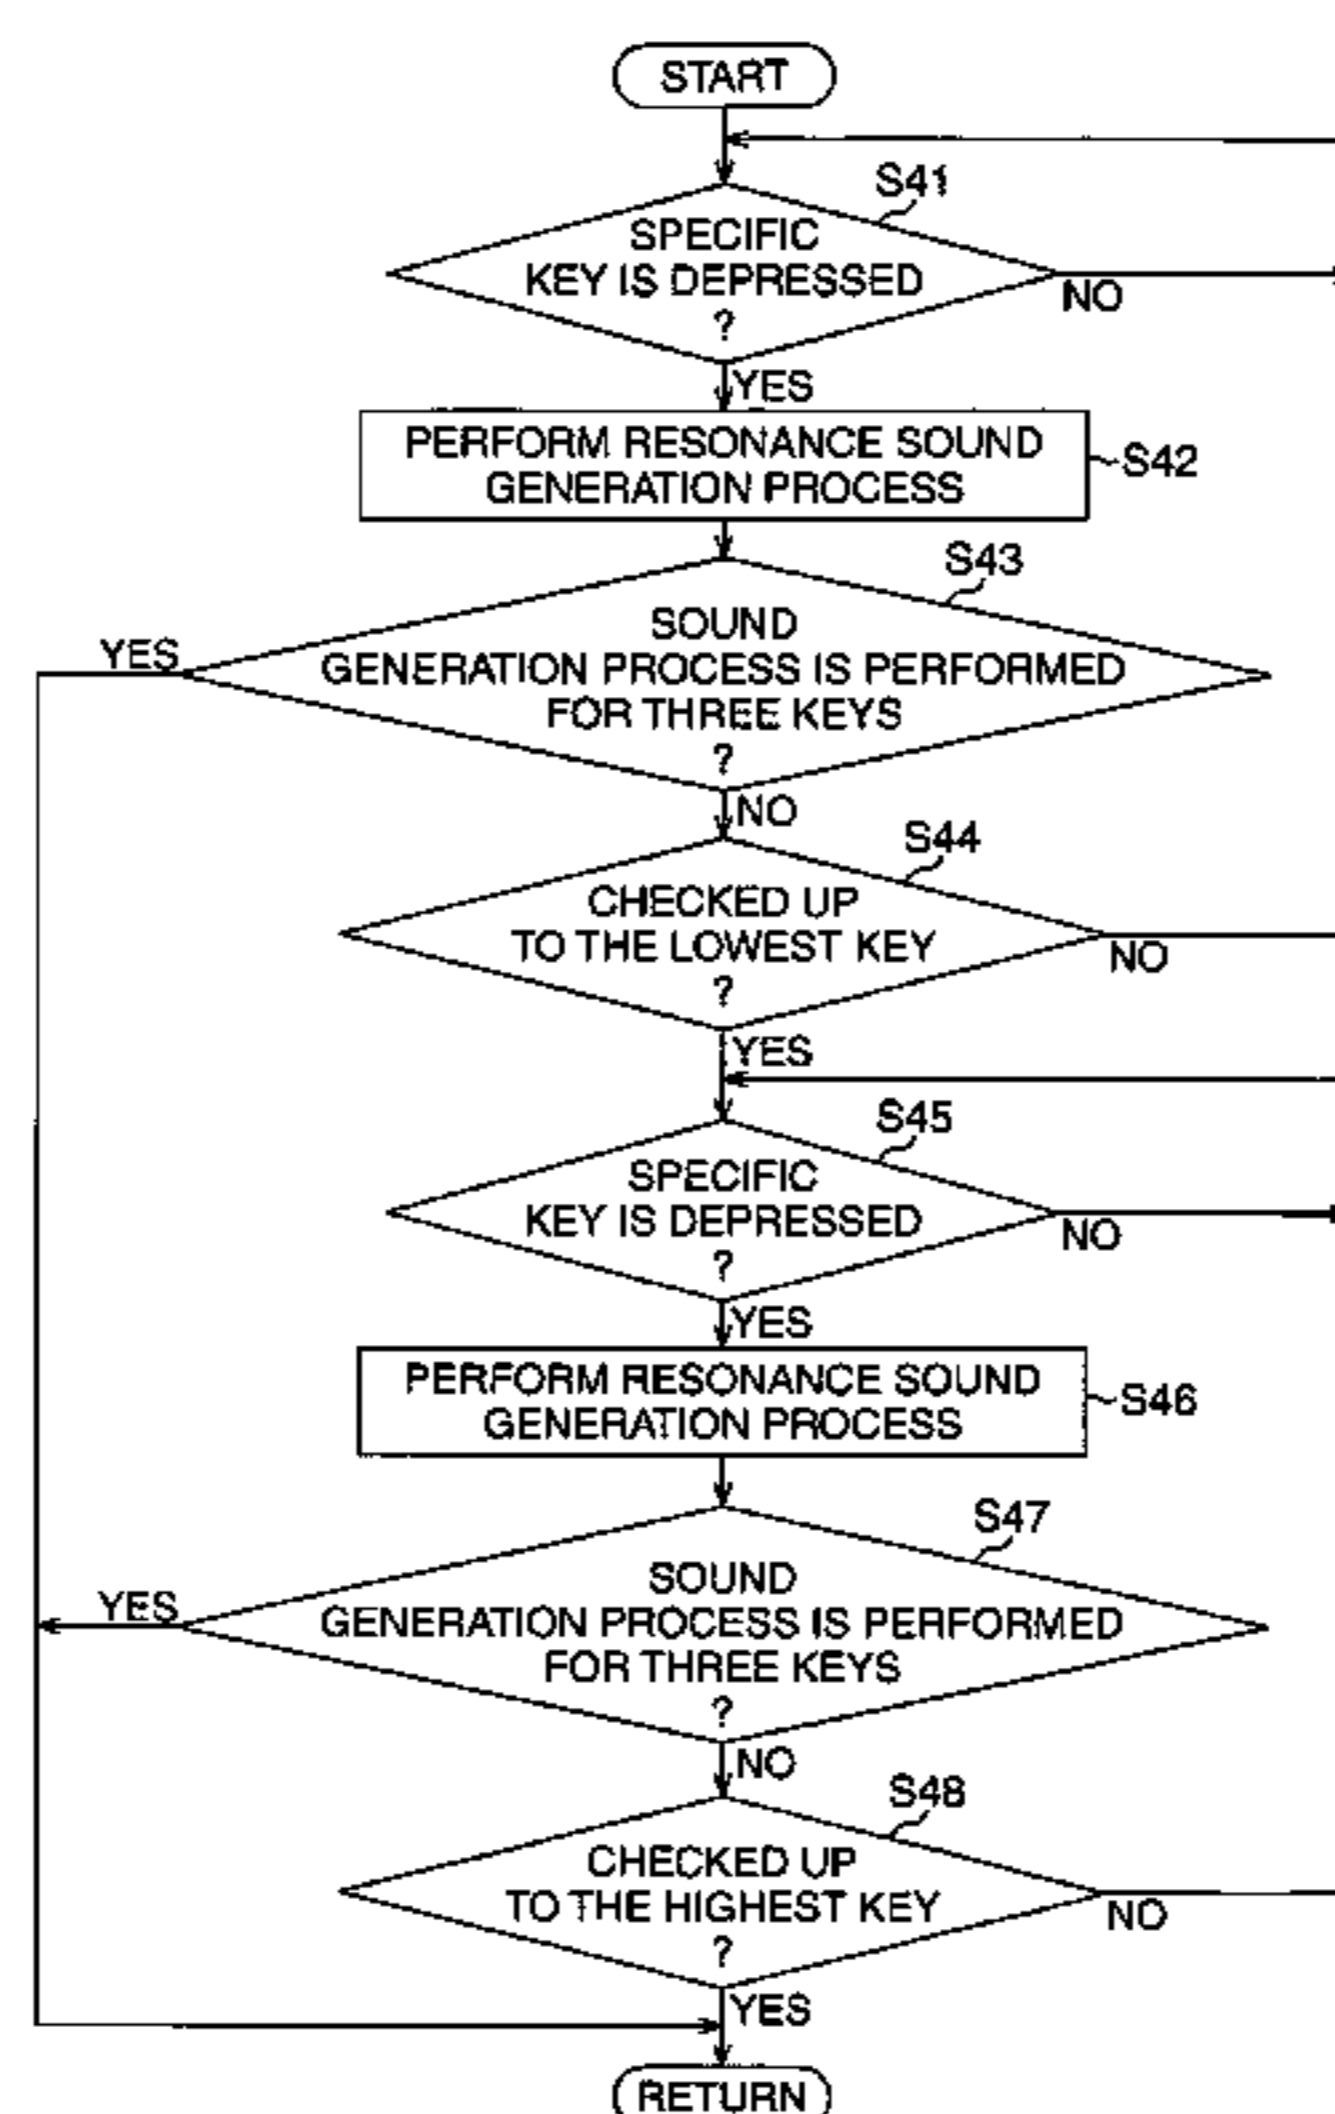 START
S41
SPECIFIC
KEY IS DEPRESSED
?
NO
YES
PERFORM RESONANCE SOUND
GENERATION PROCESS
S42
S43
SOUND
GENERATION PROCESS IS PERFORMED
FOR THREE KEYS
?
YES
NO
S44
CHECKED UP
TO THE LOWEST KEY
?
NO
YES
S45
SPECIFIC
KEY IS DEPRESSED
?
NO
YES
PERFORM RESONANCE SOUND
GENERATION PROCESS
S46
S47
SOUND
GENERATION PROCESS IS PERFORMED
FOR THREE KEYS
?
YES
NO
S48
CHECKED UP
TO THE HIGHEST KEY
?
NO
YES
RETURN